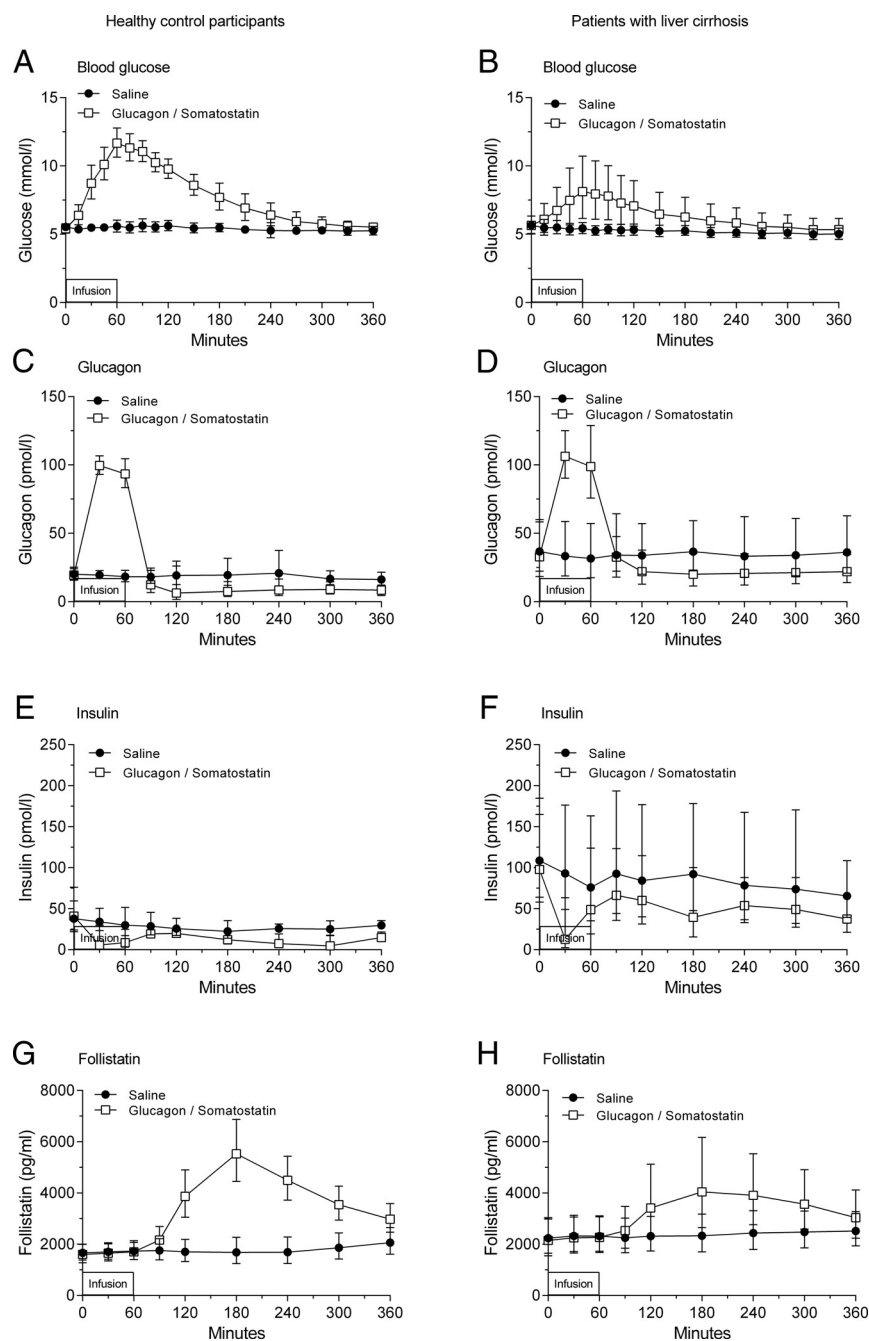 Healthy control participants
Patients with liver cirrhosis
A
Blood glucose
Saline
Glucagon / Somatostatin
Glucose (mmol/l)
15
10
5
0
Infusion
0 60 120 180 240 300 360
Minutes
B
Blood glucose
Saline
Glucagon / Somatostatin
Glucose (mmol/l)
15
10
5
0
Infusion
0 60 120 180 240 300 360
Minutes
C
Glucagon
Saline
Glucagon / Somatostatin
Glucagon (pmol/l)
150
100
50
0
Infusion
0 60 120 180 240 300 360
Minutes
D
Glucagon
Saline
Glucagon / Somatostatin
Glucagon (pmol/l)
150
100
50
0
Infusion
0 60 120 180 240 300 360
Minutes
E
Insulin
Saline
Glucagon / Somatostatin
Insulin (pmol/l)
250
200
150
100
50
0
Infusion
0 60 120 180 240 300 360
Minutes
F
Insulin
Saline
Glucagon / Somatostatin
Insulin (pmol/l)
250
200
150
100
50
0
Infusion
0 60 120 180 240 300 360
Minutes
G
Follistatin
Saline
Glucagon / Somatostatin
Follistatin (pg/ml)
8000
6000
4000
2000
0
Infusion
0 60 120 180 240 300 360
Minutes
H
Follistatin
Saline
Glucagon / Somatostatin
Follistatin (pg/ml)
8000
6000
4000
2000
0
Infusion
0 60 120 180 240 300 360
Minutes